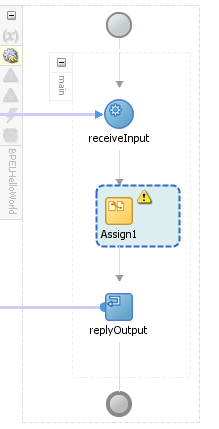 (x)
main
receiveInput
Assign1
BPELHelloWorld
replyOutput